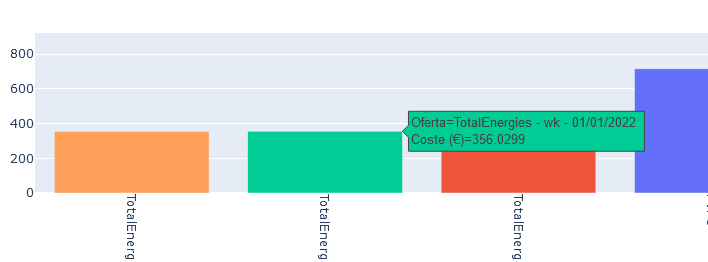 800
600
400
200
0
Oferta=TotalEnergies - wk - 01/01/2022
Coste (€)=356.0299
TotalEnerg
TotalEnerg
TotalEnerg